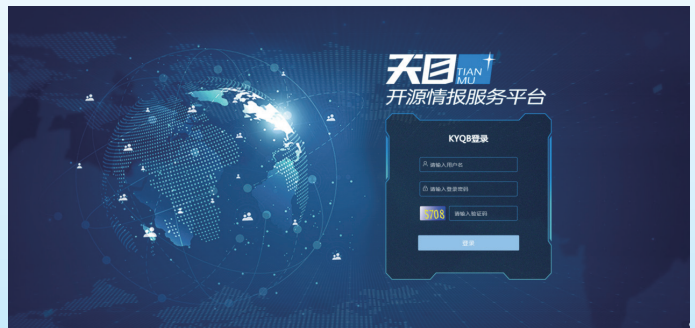 天目
TIAN
MU
开源情报服务平台
KYQB登录
请输入用户名
请输入登录密码
5708 请输入验证码
登录